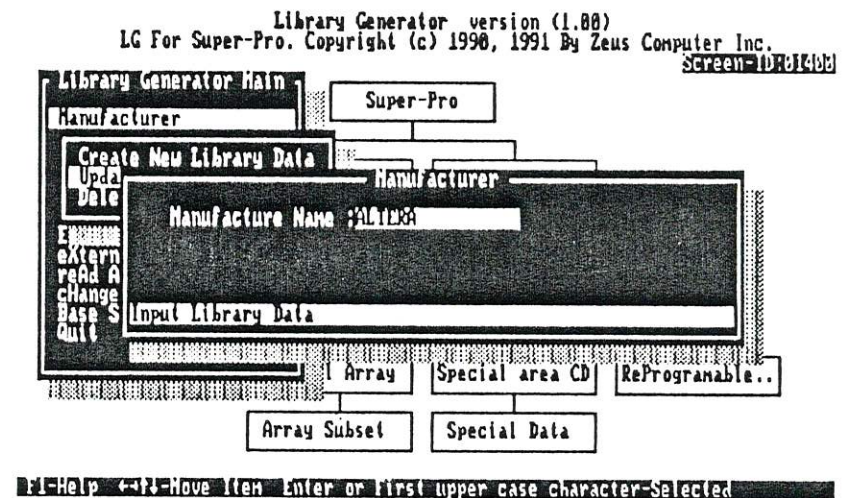 Library Generator version (1.00)
LG For Super-Pro. Copyright (c) 1990, 1991 By Zeus Computer Inc.
Screen-ID:01400
Library Generator Main
Super-Pro
Manufacturer
Create New Library Data
Upda
Manufacturer
Dele
Manufacture Name :ALTERA
E
eXtern
reAd A
cHange
Base S
Input Library Data
Quit
l Array
Special area CD
ReProgramable..
Array Subset
Special Data
F1-Help ←→↑↓-Move Item Enter or First upper case character-Selected